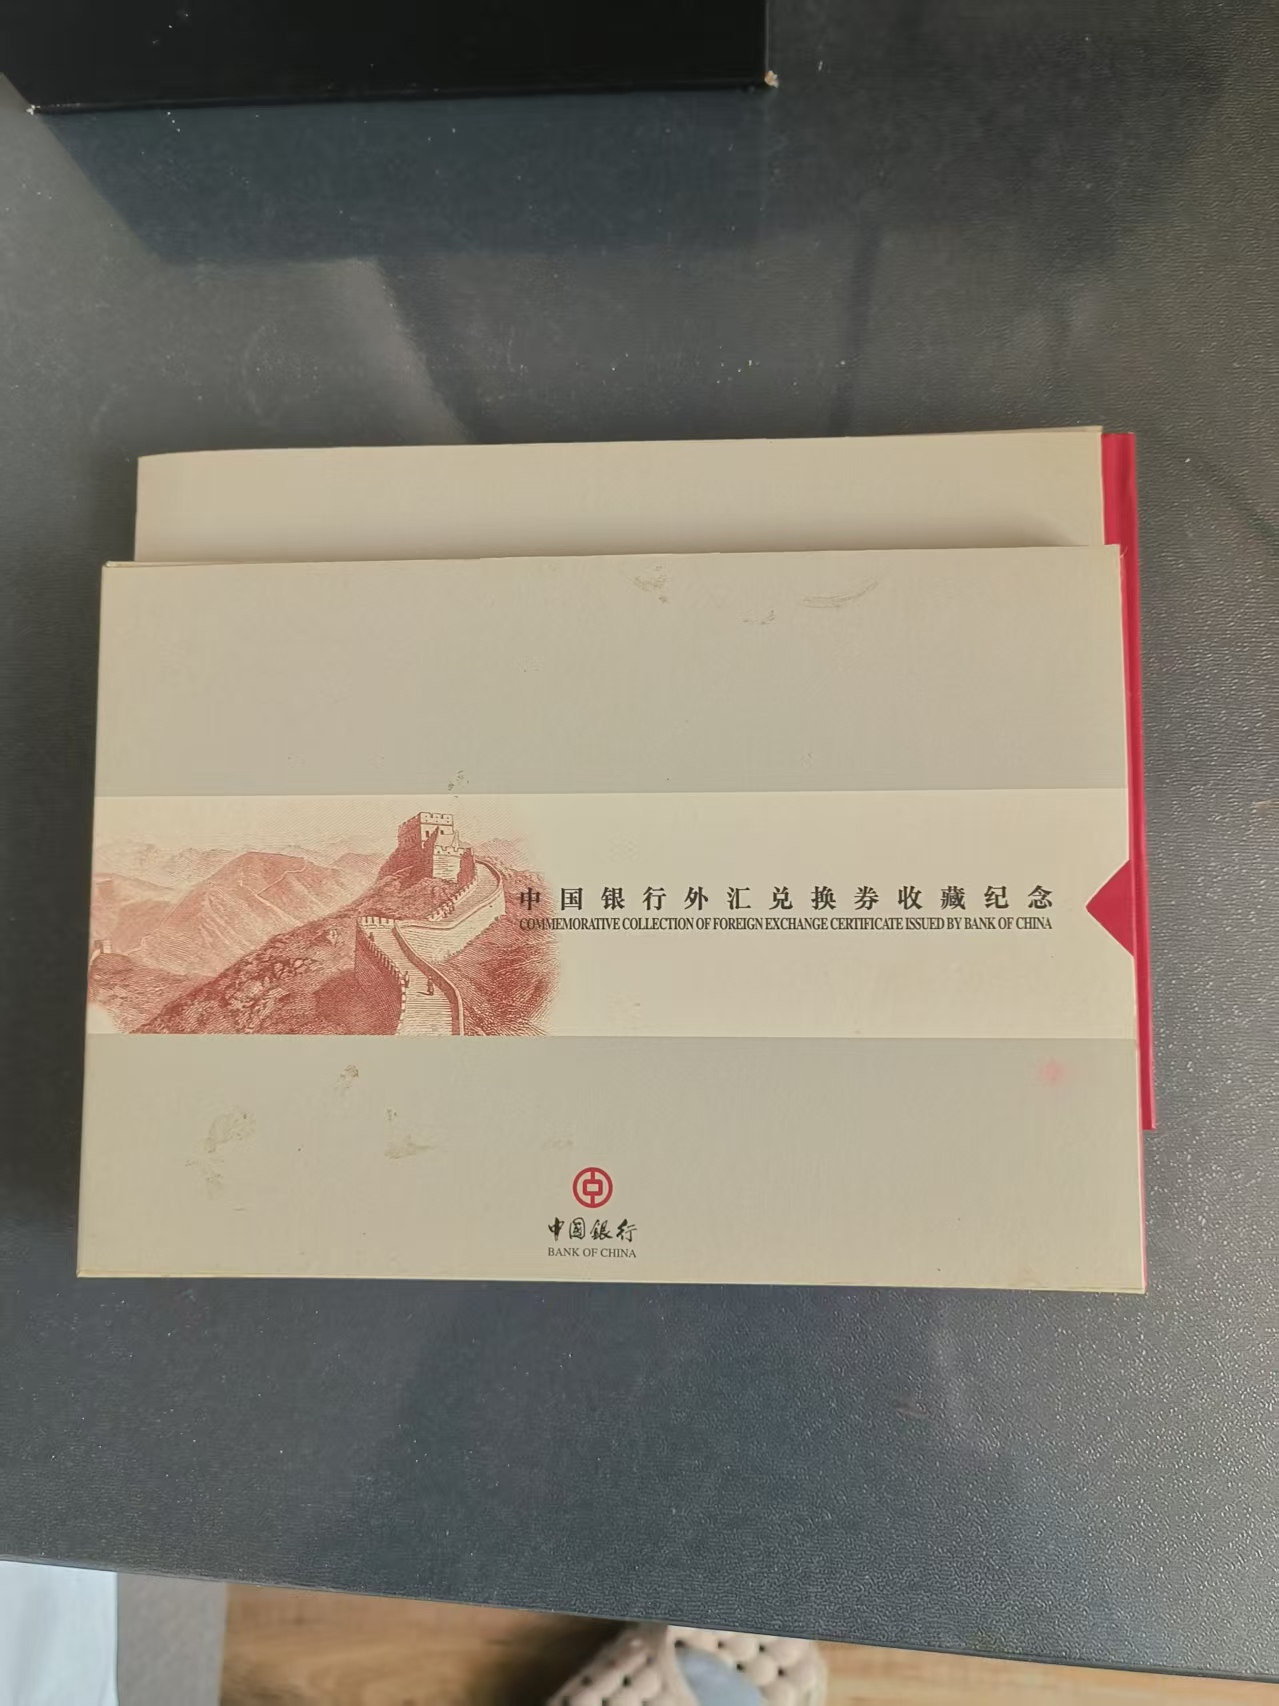 中国银行外汇兑换券收藏纪念
COMMEMORATIVE COLLECTION OF FOREIGN EXCHANGE CERTIFICATE ISSUED BY BANK OF CHINA
中国銀行
BANK OF CHINA